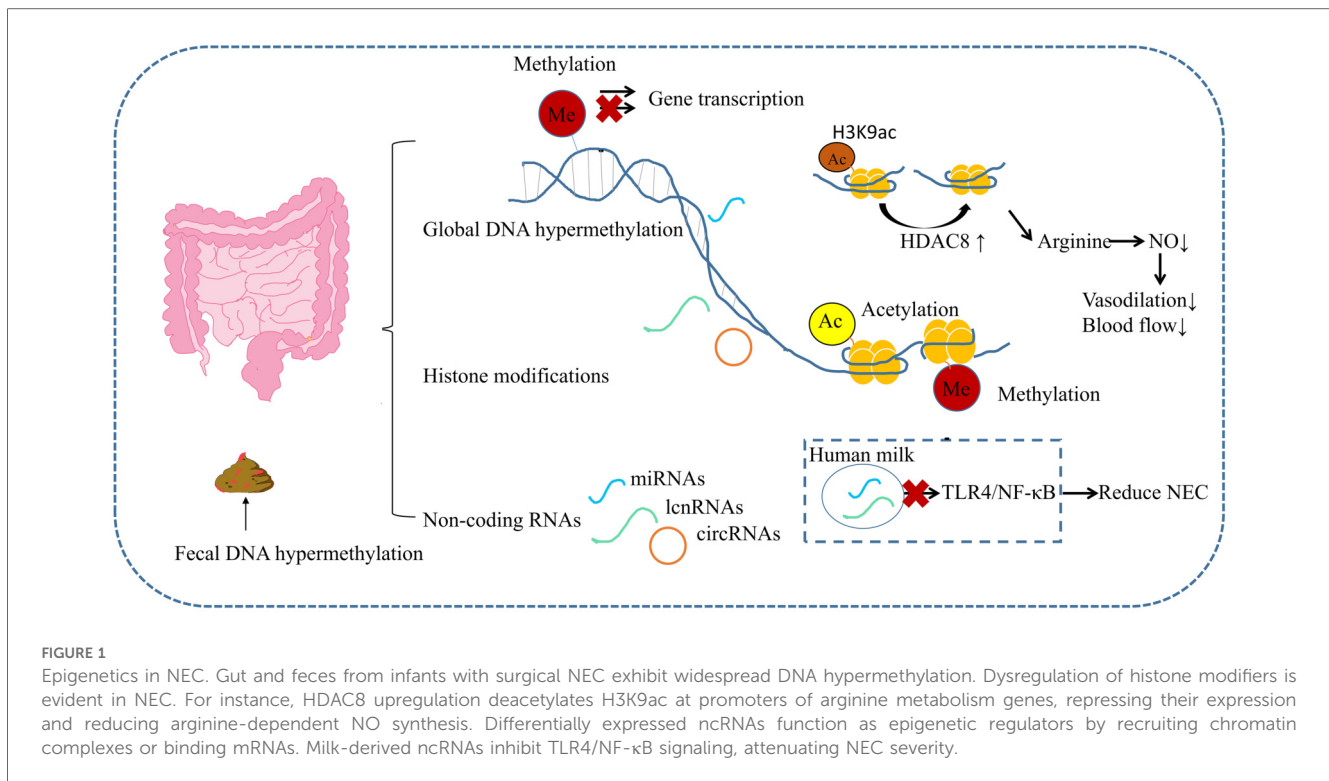 Methylation
Me
Gene transcription
H3K9ac
Ac
Global DNA hypermethylation
HDAC8 ↑
Arginine
NO↓
Vasodilation↓
Blood flow↓
Ac
Acetylation
Histone modifications
Me
Methylation
Human milk
TLR4/NF-κB
Reduce NEC
miRNAs
lcnRNAs
circRNAs
Non-coding RNAs
Fecal DNA hypermethylation
FIGURE 1
Epigenetics in NEC. Gut and feces from infants with surgical NEC exhibit widespread DNA hypermethylation. Dysregulation of histone modifiers is
evident in NEC. For instance, HDAC8 upregulation deacetylates H3K9ac at promoters of arginine metabolism genes, repressing their expression
and reducing arginine-dependent NO synthesis. Differentially expressed ncRNAs function as epigenetic regulators by recruiting chromatin
complexes or binding mRNAs. Milk-derived ncRNAs inhibit TLR4/NF-κB signaling, attenuating NEC severity.